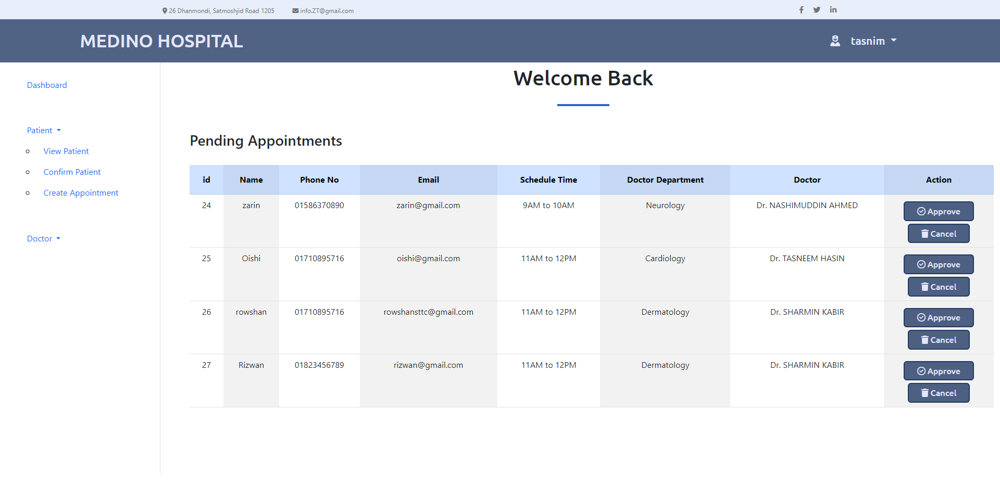 26 Dhanmondi, Satmoshjid Road 1205 info.ZT@gmail.com
MEDINO HOSPITAL tasnim
Dashboard
Patient
View Patient
Confirm Patient
Create Appointment
Doctor
Welcome Back
Pending Appointments
id Name Phone No Email Schedule Time Doctor Department Doctor Action
24 zarin 01586370890 zarin@gmail.com 9AM to 10AM Neurology Dr. NASHIMUDDIN AHMED Approve
Cancel
25 Oishi 01710895716 oishi@gmail.com 11AM to 12PM Cardiology Dr. TASNEEM HASIN Approve
Cancel
26 rowshan 01710895716 rowshansttc@gmail.com 11AM to 12PM Dermatology Dr. SHARMIN KABIR Approve
Cancel
27 Rizwan 01823456789 rizwan@gmail.com 11AM to 12PM Dermatology Dr. SHARMIN KABIR Approve
Cancel